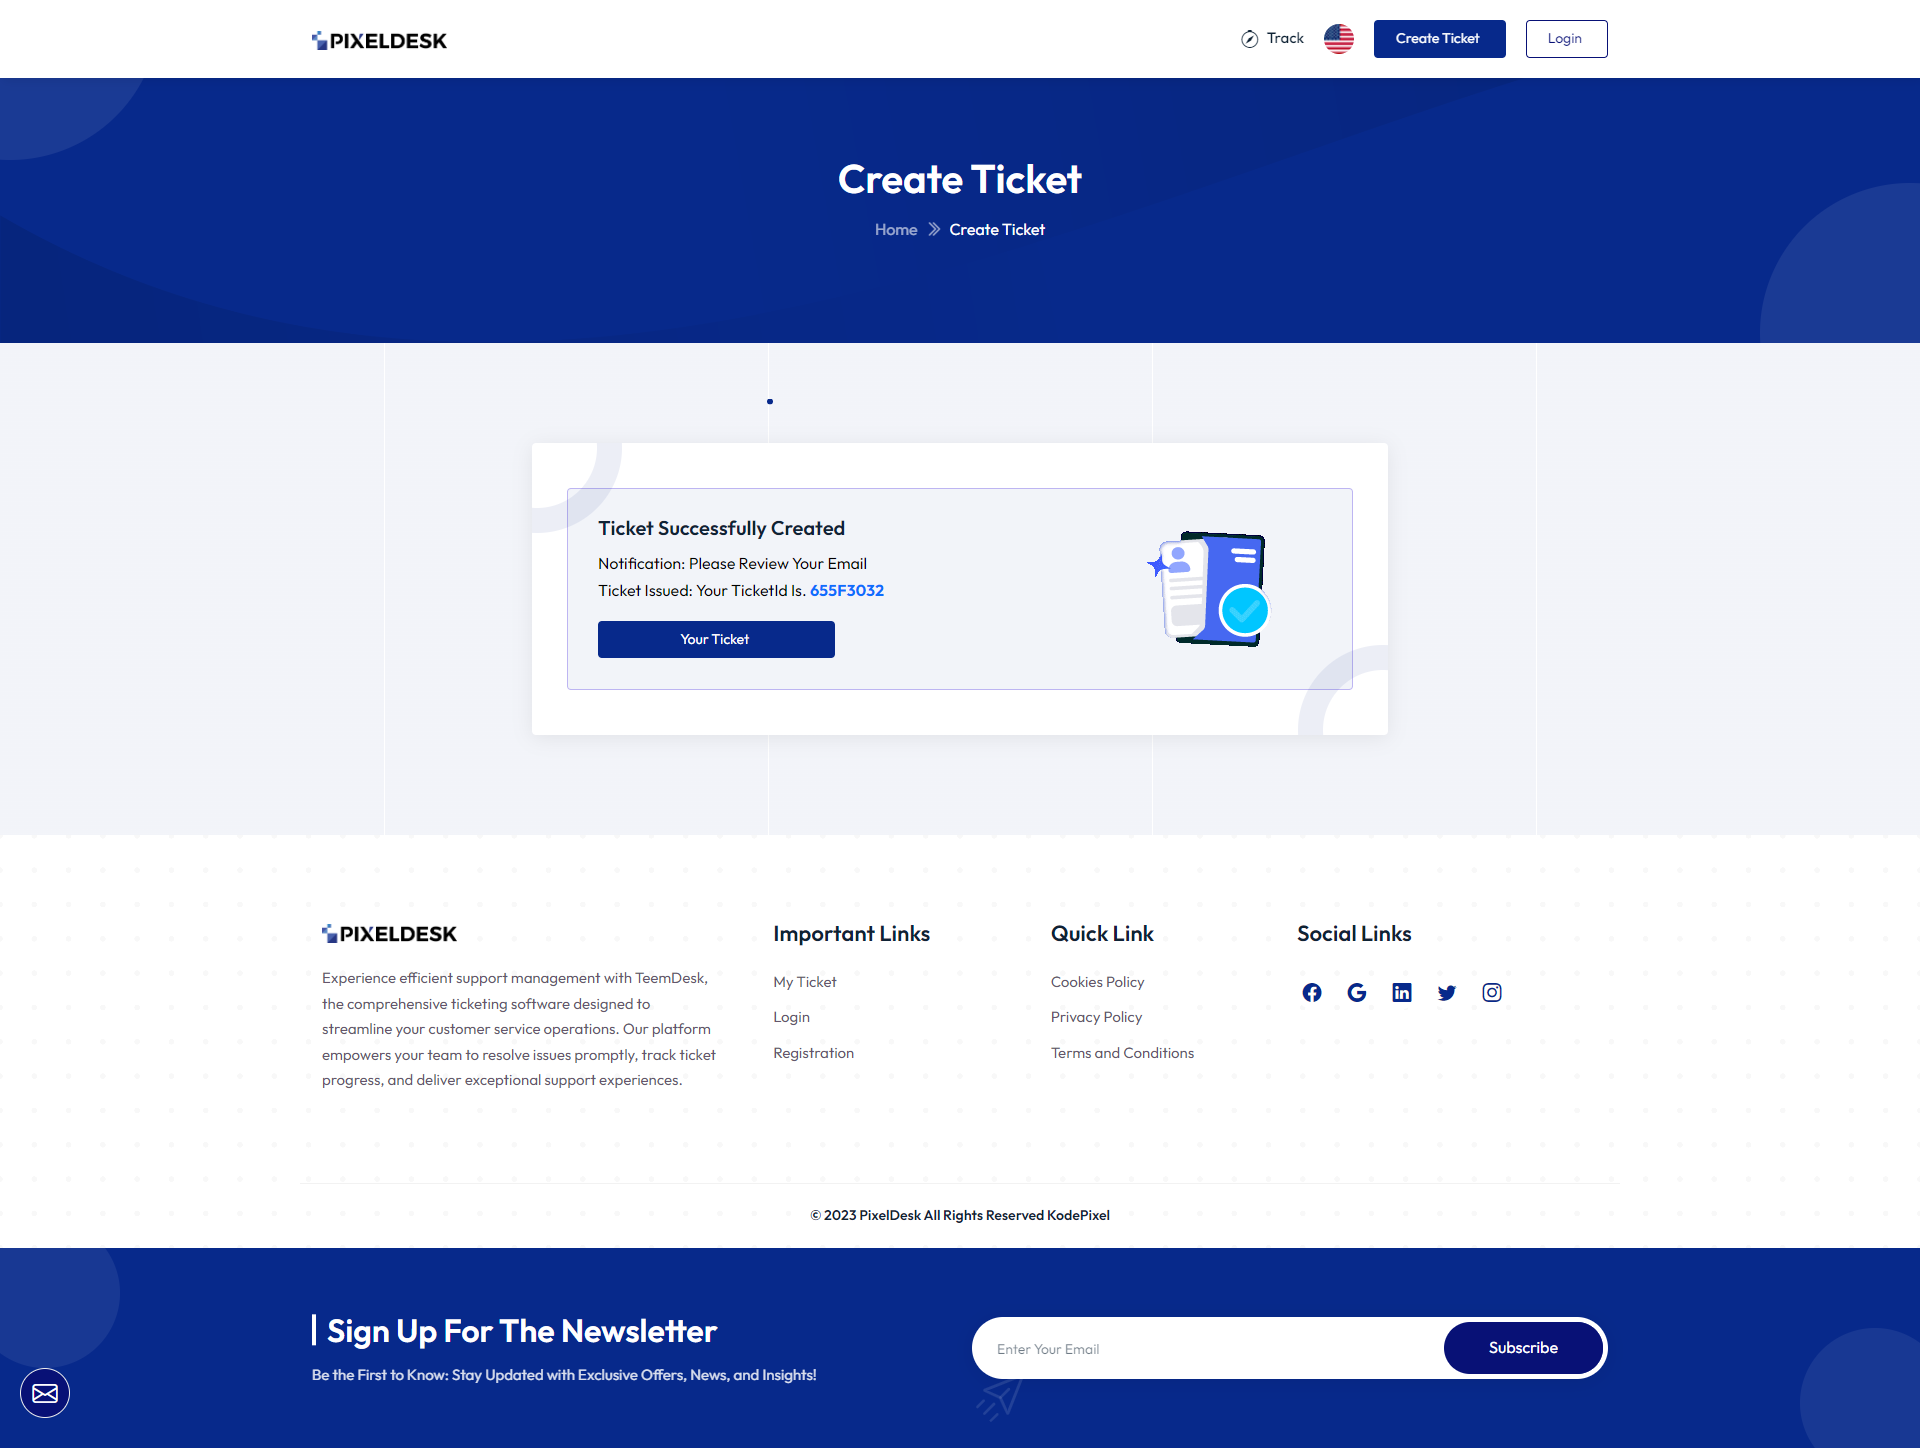 PIXELDESK
Track
Create Ticket
Login
Create Ticket
Home
Create Ticket
Ticket Successfully Created
Notification: Please Review Your Email
Ticket Issued: Your TicketId Is. 655F3032
Your Ticket
PIXELDESK
Experience efficient support management with TeemDesk,
the comprehensive ticketing software designed to
streamline your customer service operations. Our platform
empowers your team to resolve issues promptly, track ticket
progress, and deliver exceptional support experiences.
Important Links
My Ticket
Login
Registration
Quick Link
Cookies Policy
Privacy Policy
Terms and Conditions
Social Links
© 2023 PixelDesk All Rights Reserved KodePixel
Sign Up For The Newsletter
Be the First to Know: Stay Updated with Exclusive Offers, News, and Insights!
Enter Your Email
Subscribe